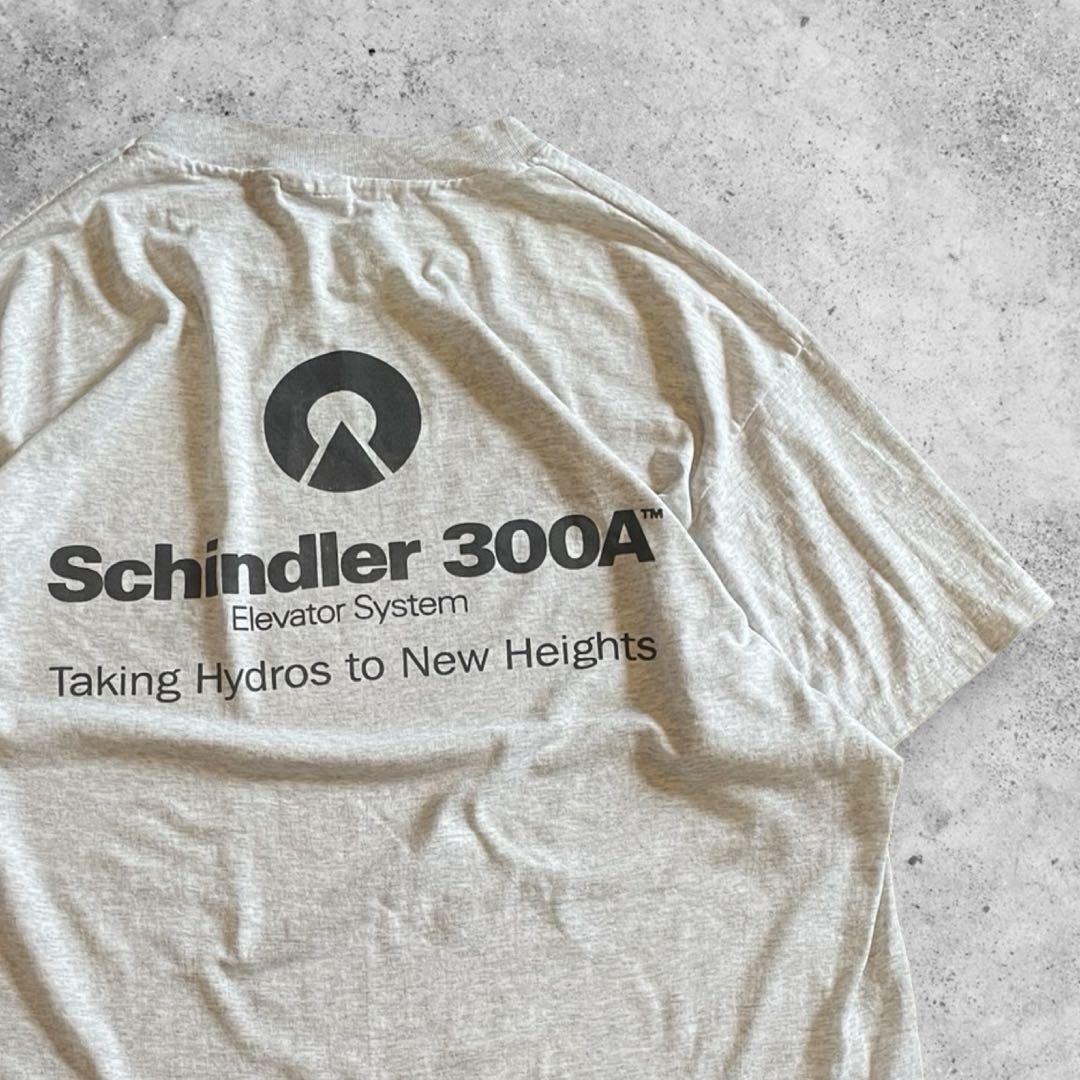 Schindler 300A™
Elevator System
Taking Hydros to New Heights